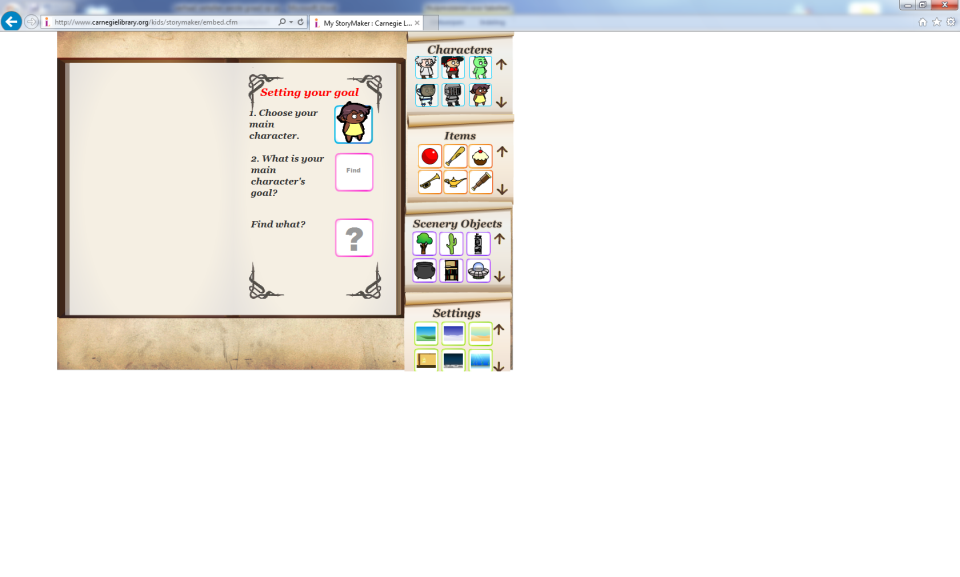 http://www.carnegielibrary.org/kids/storymaker/embed.cfm
My StoryMaker : Carnegie L...
Setting your goal
1. Choose your
main
character.
2. What is your
main
character's
goal?
Find
Find what?
?
Characters
Items
Scenery Objects
Settings